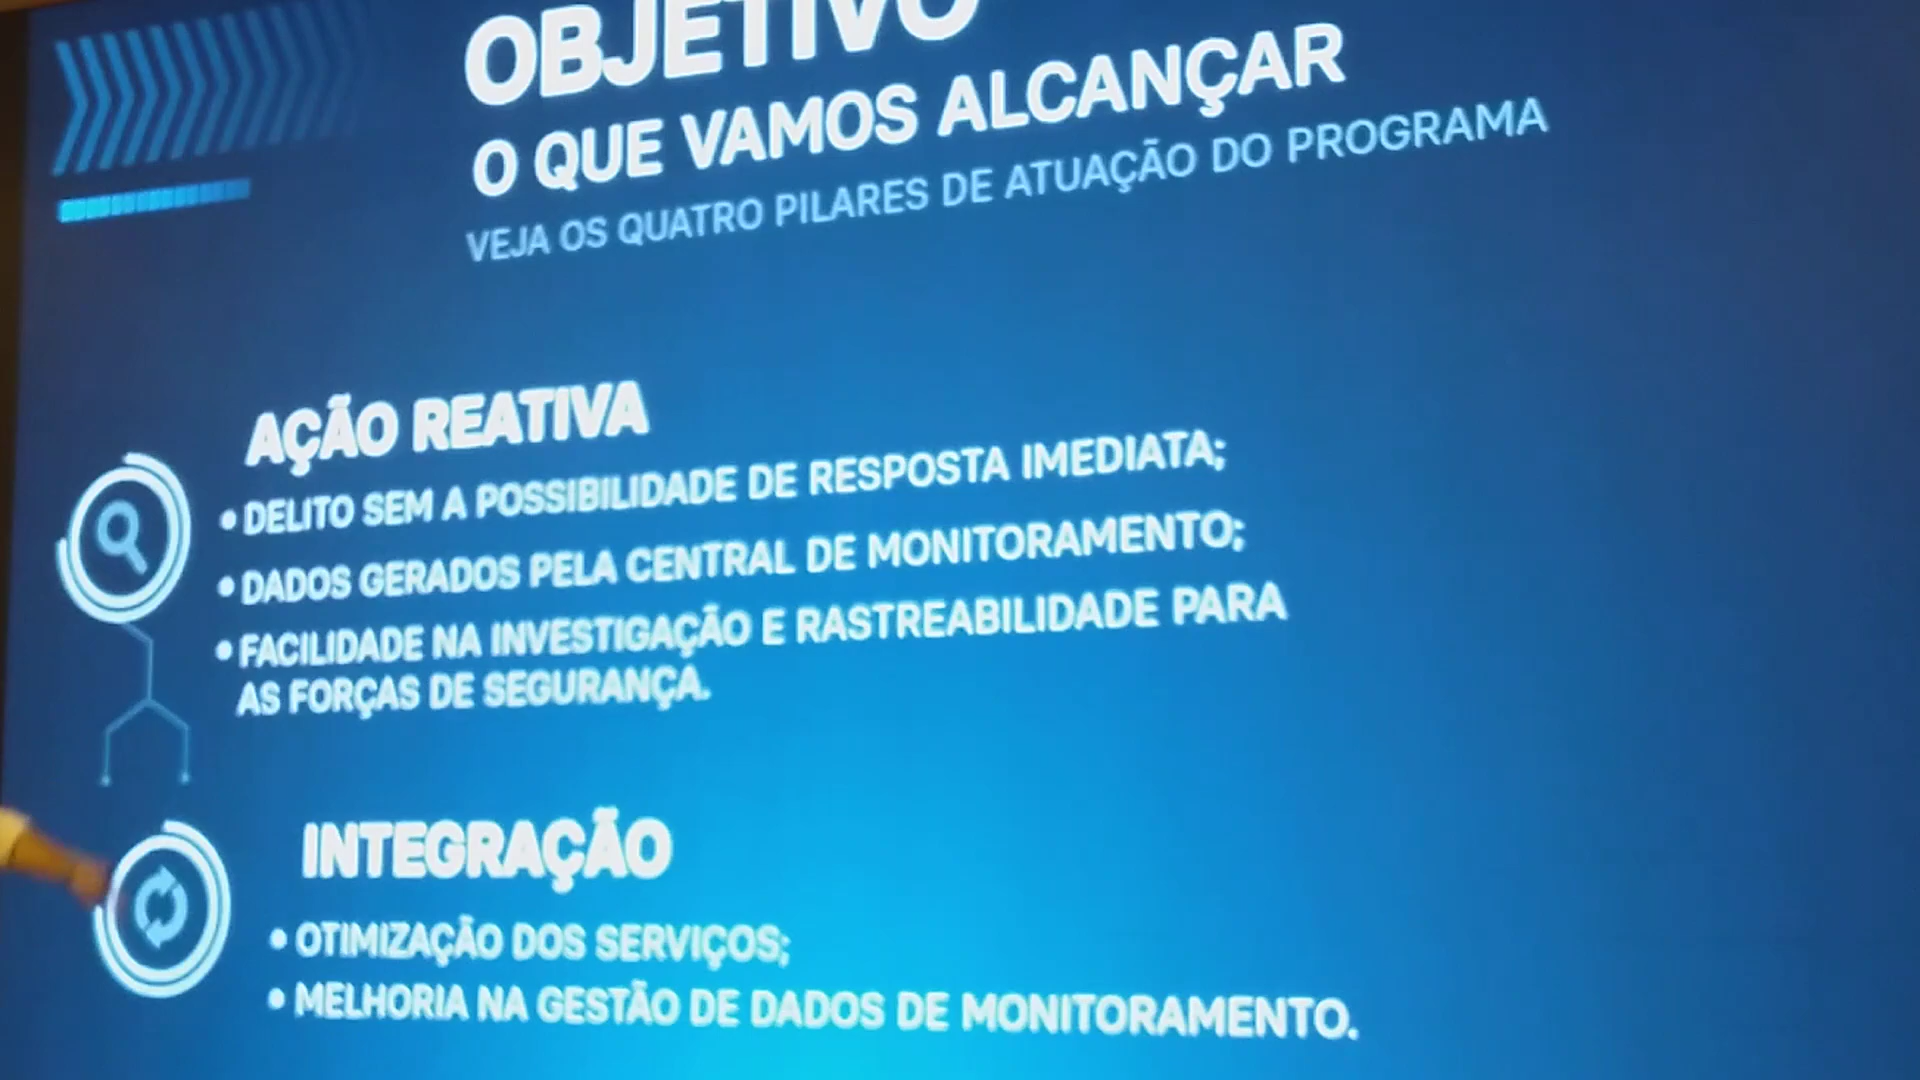 OBJETIVO
O QUE VAMOS ALCANÇAR
VEJA OS QUATRO PILARES DE ATUAÇÃO DO PROGRAMA
AÇÃO REATIVA
• DELITO SEM A POSSIBILIDADE DE RESPOSTA IMEDIATA;
• DADOS GERADOS PELA CENTRAL DE MONITORAMENTO;
• FACILIDADE NA INVESTIGAÇÃO E RASTREABILIDADE PARA
AS FORÇAS DE SEGURANÇA.
INTEGRAÇÃO
• OTIMIZAÇÃO DOS SERVIÇOS;
• MELHORIA NA GESTÃO DE DADOS DE MONITORAMENTO.